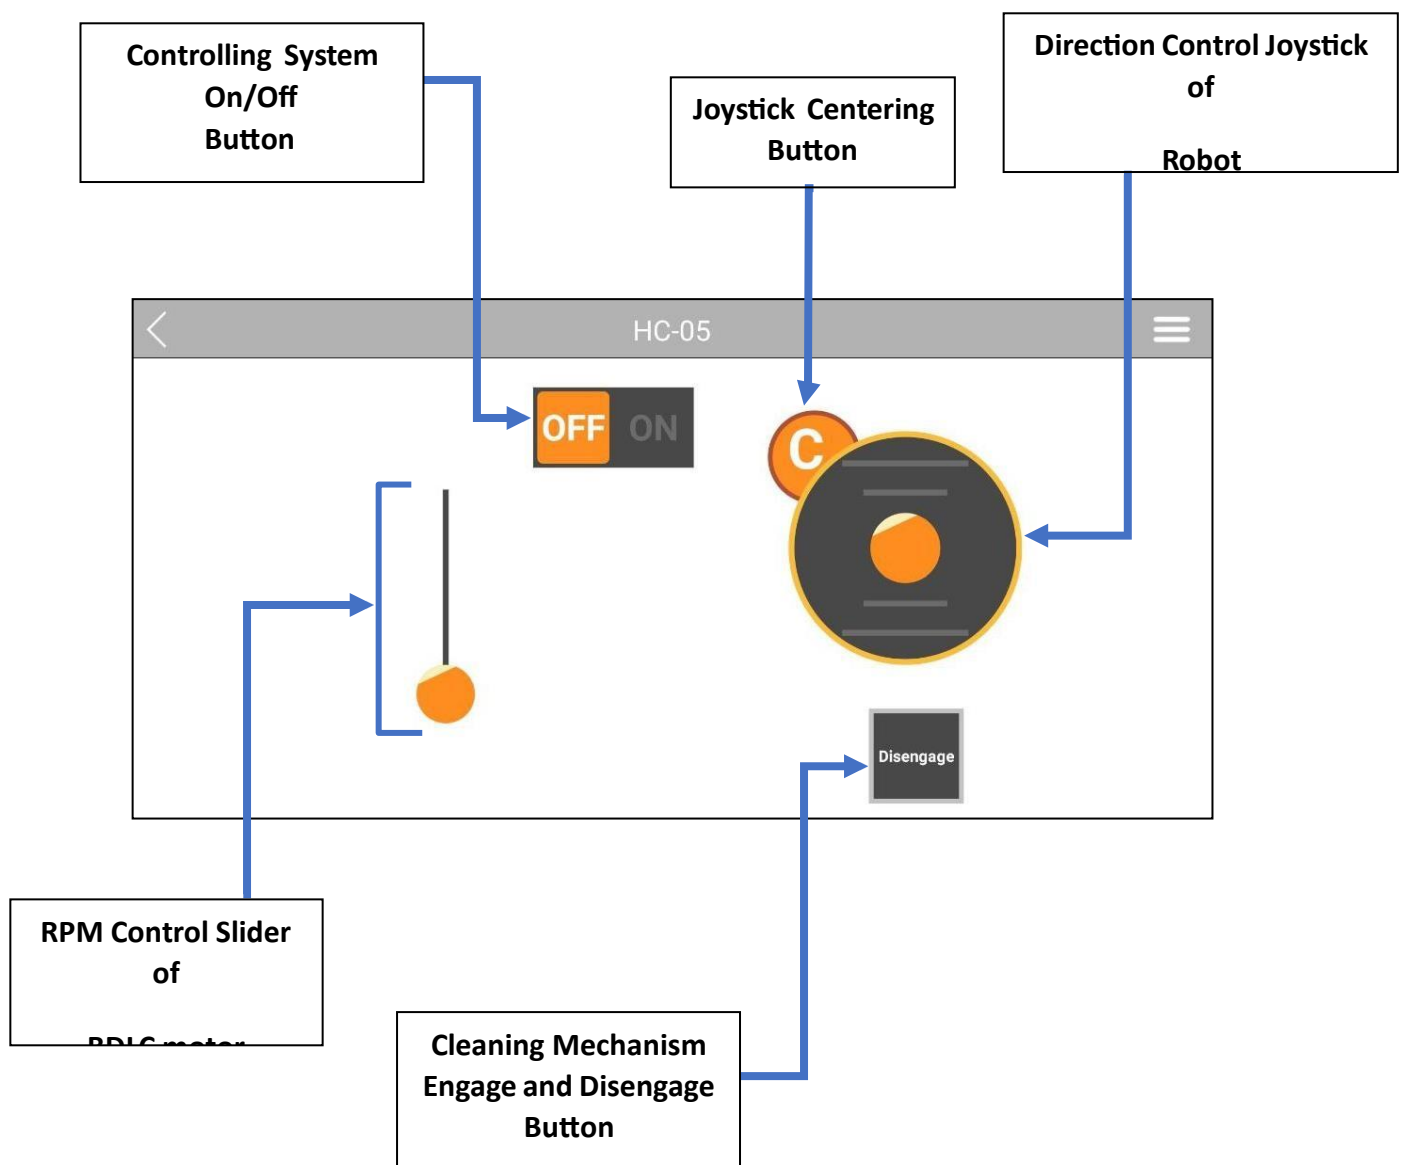 Controlling System
On/Off
Button
Joystick Centering
Button
Direction Control Joystick
of
Robot
HC-05
OFF ON
C
Disengage
RPM Control Slider
of
Cleaning Mechanism
Engage and Disengage
Button